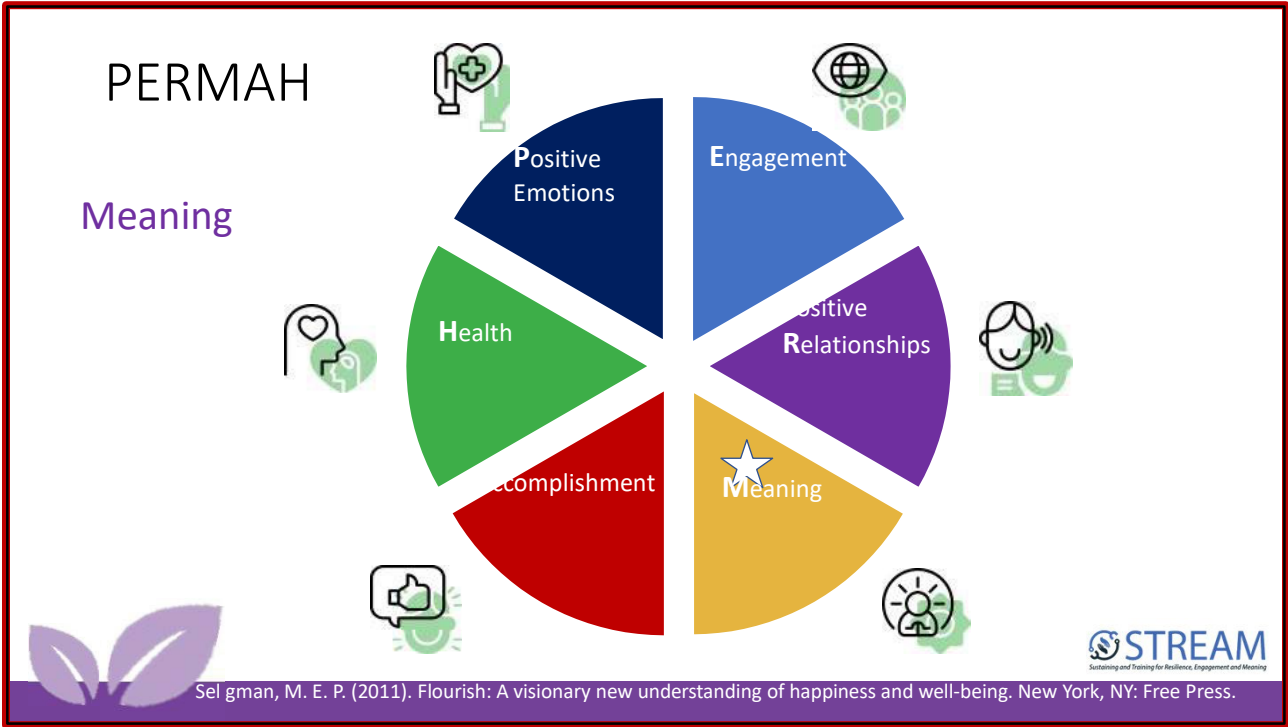 PERMAH
Meaning
Positive
Emotions
Engagement
Health
ositive
Relationships
ccomplishment
Meaning
STREAM
Sustaining and Training for Resilience, Engagement and Meaning
Sel gman, M. E. P. (2011). Flourish: A visionary new understanding of happiness and well-being. New York, NY: Free Press.